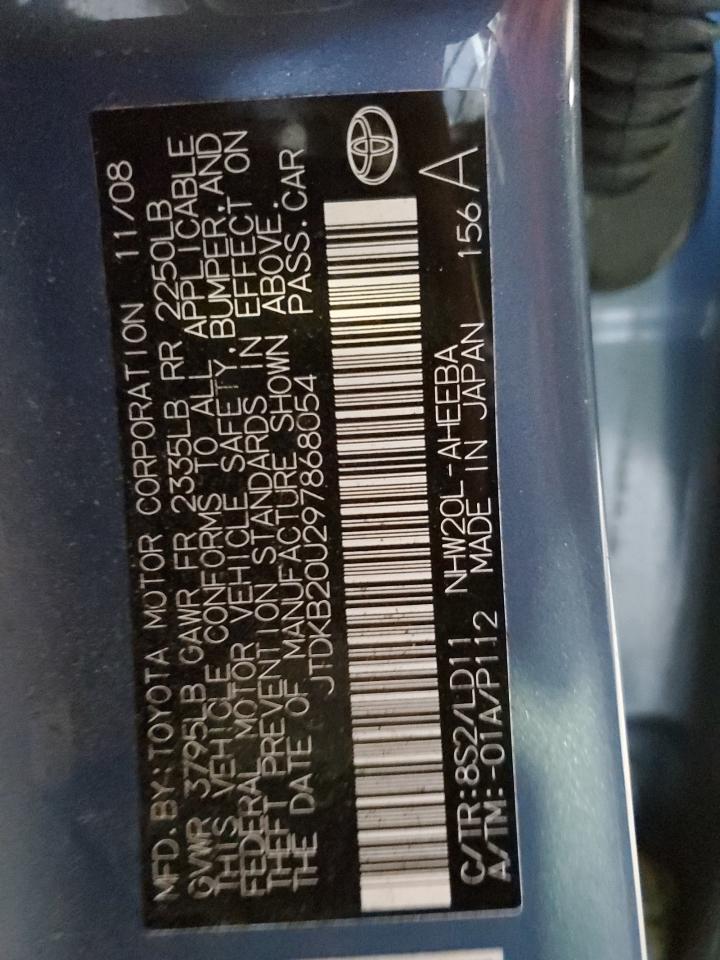 MFD.BY:TOYOTA MOTOR CORPORATION 11/08
GVWR 3795LB GAWR FR 2335LB RR 2250LB
THIS VEHICLE CONFORMS TO ALL APPLICABLE
FEDERAL MOTOR VEHICLE SAFETY,BUMPER,AND
THEFT PREVENTION STANDARDS IN EFFECT ON
THE DATE OF MANUFACTURE SHOWN ABOVE.
JTDKB20U297868054 PASS.CAR
C/TR:8S2/LD11 NHW20L-AHEEBA
A/TM:-01A/P112 MADE IN JAPAN 156 A